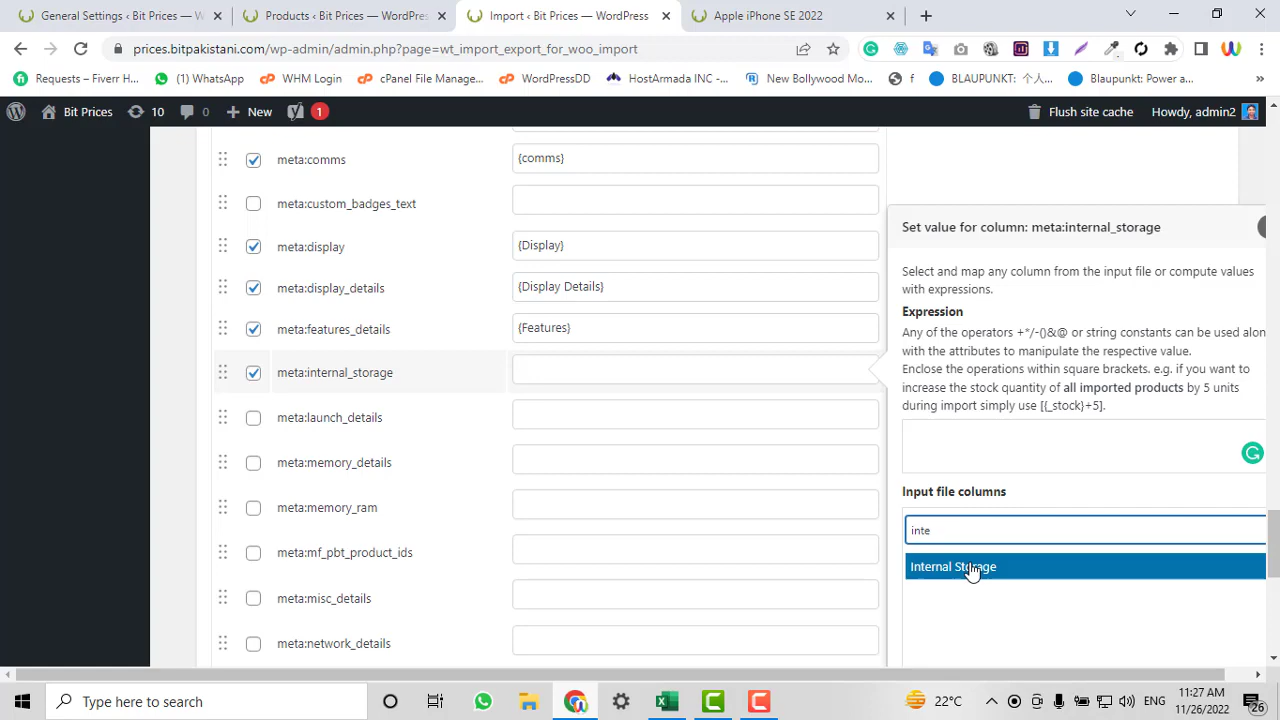 General Settings ‹ Bit Prices — W
Products ‹ Bit Prices — WordPres
Import ‹ Bit Prices — WordPress
Apple iPhone SE 2022
prices.bitpakistani.com/wp-admin/admin.php?page=wt_import_export_for_woo_import
Requests – Fiverr H...
(1) WhatsApp
WHM Login
cPanel File Manage...
WordPressDD
HostArmada INC -...
New Bollywood Mo...
f
BLAUPUNKT: 个人...
Blaupunkt: Power a...
Bit Prices
10
0
New
1
Flush site cache
Howdy, admin2
meta:comms
{comms}
meta:custom_badges_text
meta:display
{Display}
meta:display_details
{Display Details}
meta:features_details
{Features}
meta:internal_storage
meta:launch_details
meta:memory_details
meta:memory_ram
meta:mf_pbt_product_ids
meta:misc_details
meta:network_details
Set value for column: meta:internal_storage
Select and map any column from the input file or compute values
with expressions.
Expression
Any of the operators +*/-()&@ or string constants can be used alon
with the attributes to manipulate the respective value.
Enclose the operations within square brackets. e.g. if you want to
increase the stock quantity of all imported products by 5 units
during import simply use [{_stock}+5].
Input file columns
inte
Internal Storage
Type here to search
22°C
ENG
11:27 AM
11/26/2022
26